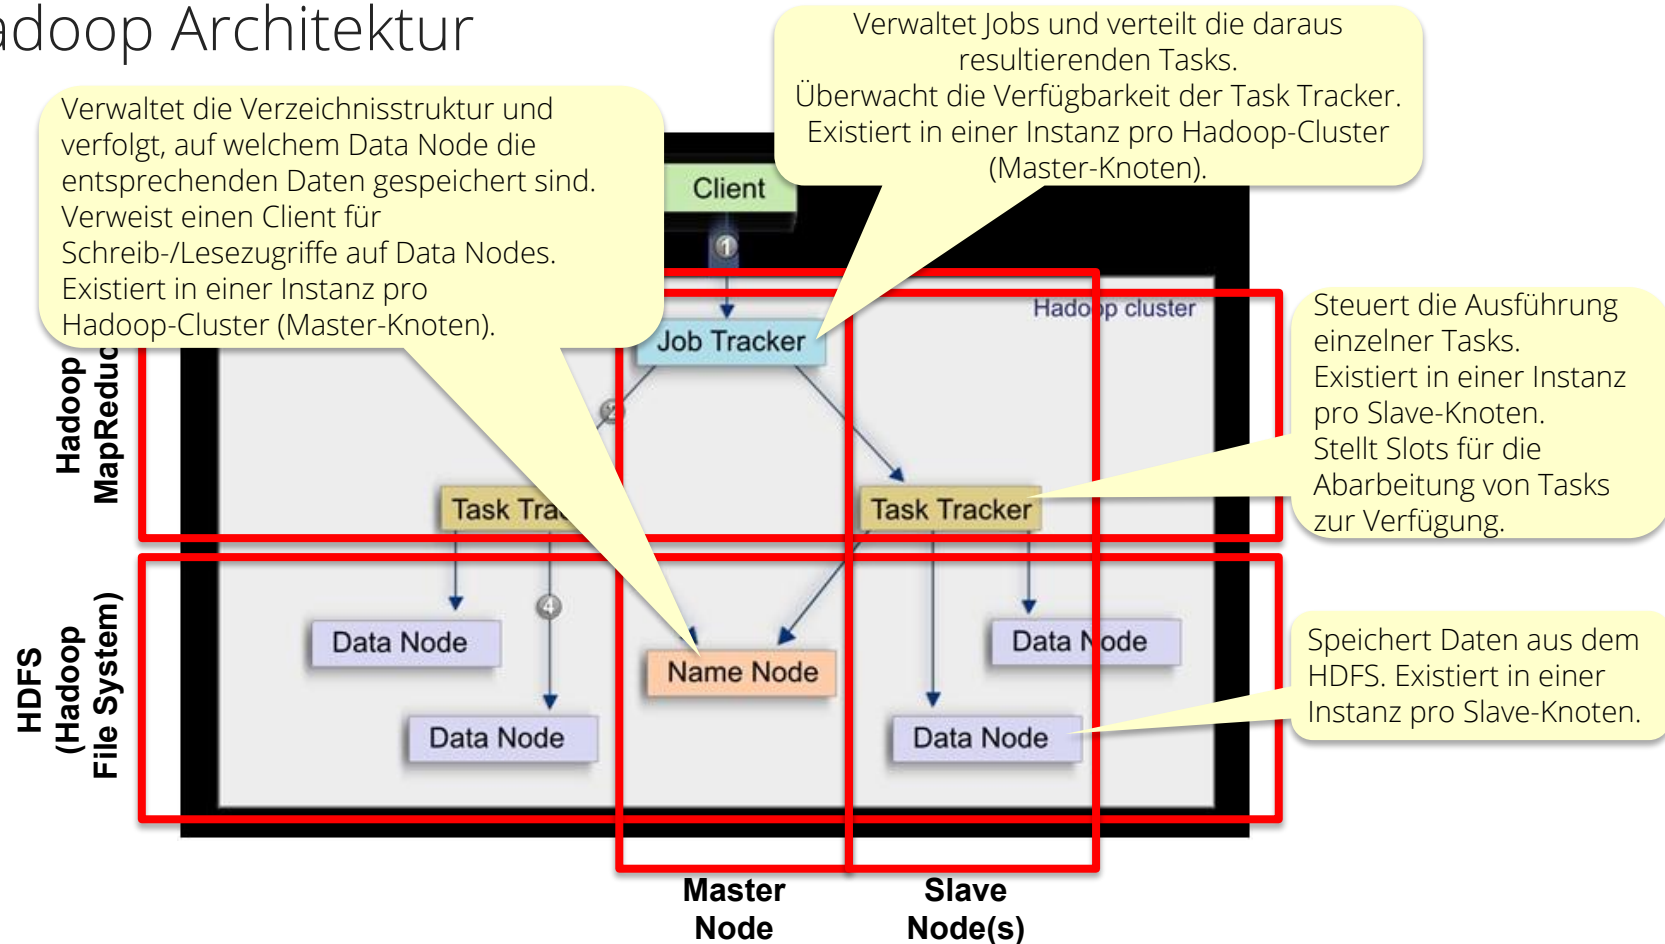 adoop Architektur
Verwaltet Jobs und verteilt die daraus
resultierenden Tasks.
Überwacht die Verfügbarkeit der Task Tracker.
Existiert in einer Instanz pro Hadoop-Cluster
(Master-Knoten).
Verwaltet die Verzeichnisstruktur und
verfolgt, auf welchem Data Node die
entsprechenden Daten gespeichert sind.
Verweist einen Client für
Schreib-/Lesezugriffe auf Data Nodes.
Existiert in einer Instanz pro
Hadoop-Cluster (Master-Knoten).
Client
1
Hadoop cluster
Job Tracker
2
Steuert die Ausführung
einzelner Tasks.
Existiert in einer Instanz
pro Slave-Knoten.
Stellt Slots für die
Abarbeitung von Tasks
zur Verfügung.
Hadoop
MapReduc
Task Tra
Task Tracker
4
HDFS
(Hadoop
File System)
Data Node
Name Node
Data Node
Data Node
Data Node
Speichert Daten aus dem
HDFS. Existiert in einer
Instanz pro Slave-Knoten.
Master
Node
Slave
Node(s)